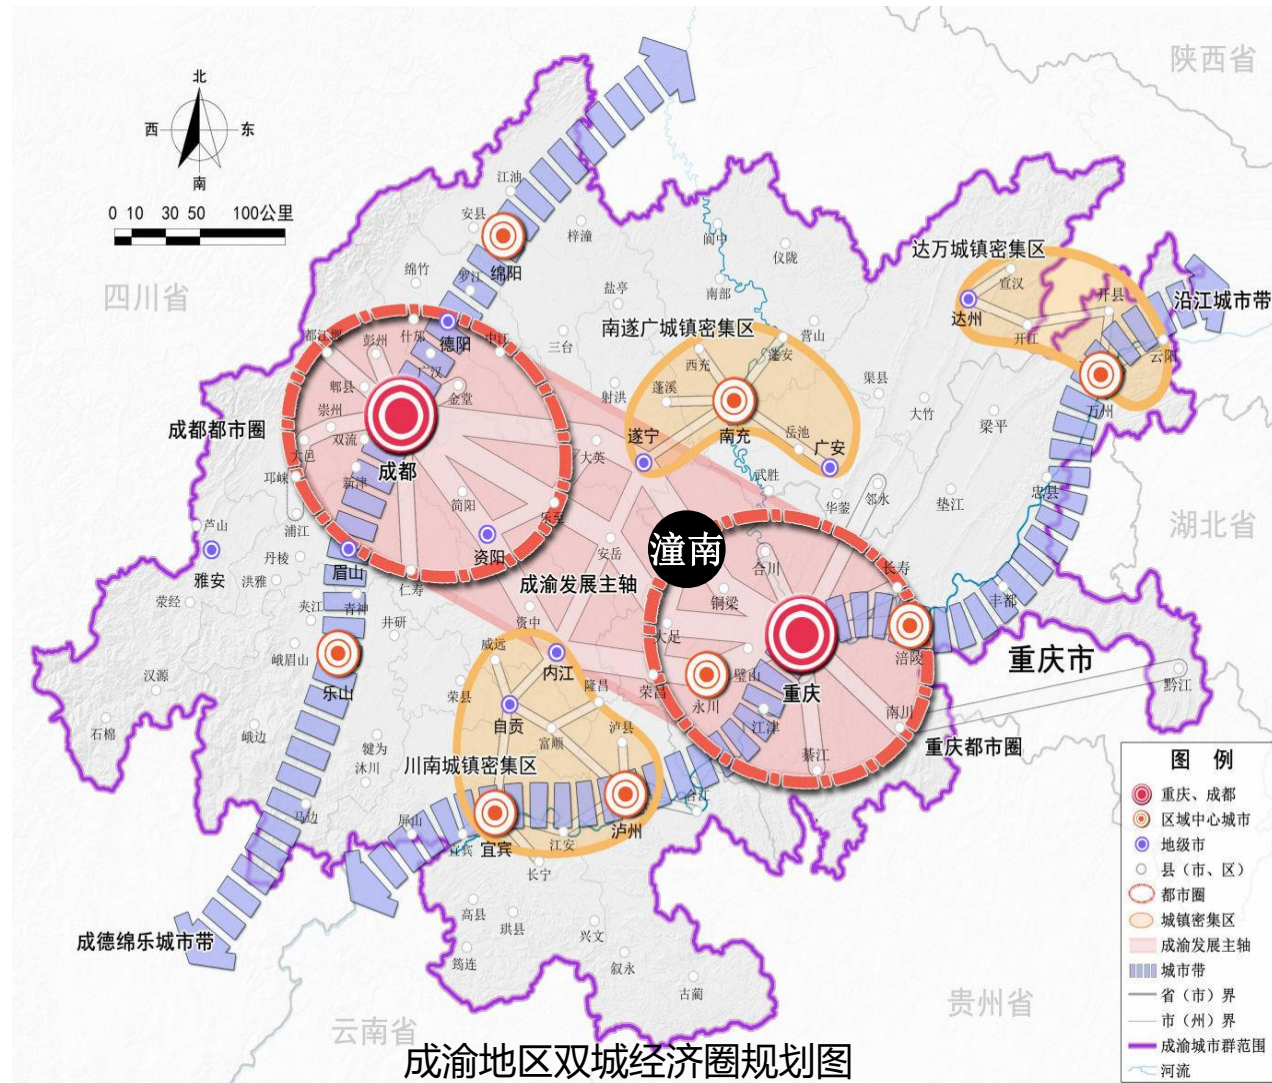 陕西省
北
西
东
南
0 10 30 50 100公里
江油
安县
梓潼
阆中
仪陇
绵阳
绵竹
罗江
四川省
盐亭
南部
达万城镇密集区
宣汉
开县
达州
开江
沿江城市带
云阳
万州
南遂广城镇密集区
营山
都江堰
彭州
什邡
德阳
中江
三台
西充
蓬安
广汉
郫县
金堂
射洪
蓬溪
渠县
大竹
梁平
崇州
成都都市圈
双流
南充
岳池
广安
遂宁
大邑
成都
大英
邛崃
新津
简阳
武胜
邻水
华蓥
垫江
忠县
湖北省
芦山
浦江
乐至
雅安
丹棱
眉山
资阳
安岳
潼南
合川
长寿
洪雅
仁寿
成渝发展主轴
荥经
夹江
青神
井研
资中
铜梁
丰都
大足
涪陵
重庆市
峨眉山
威远
内江
璧山
重庆
黔江
汉源
乐山
荣县
隆昌
荣昌
永川
南川
石棉
峨边
自贡
富顺
泸县
江津
綦江
重庆都市圈
犍为
沐川
川南城镇密集区
马边
屏山
宜宾
宜宾
江安
泸州
合江
长宁
高县
珙县
兴文
筠连
叙永
古蔺
成德绵乐城市带
云南省
贵州省
图 例
重庆、成都
区域中心城市
地级市
县（市、区）
都市圈
城镇密集区
成渝发展主轴
城市带
省（市）界
市（州）界
成渝城市群范围
河流
成渝地区双城经济圈规划图